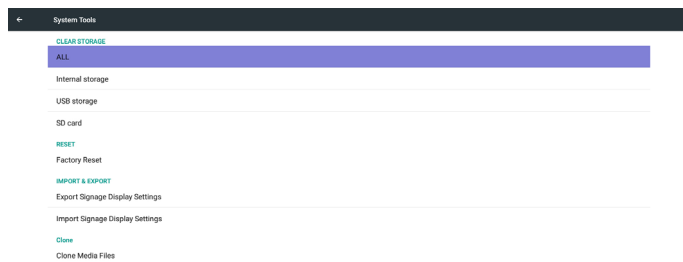 System Tools
CLEAR STORAGE
ALL
Internal storage
USB storage
SD card
RESET
Factory Reset
IMPORT & EXPORT
Export Signage Display Settings
Import Signage Display Settings
Clone
Clone Media Files